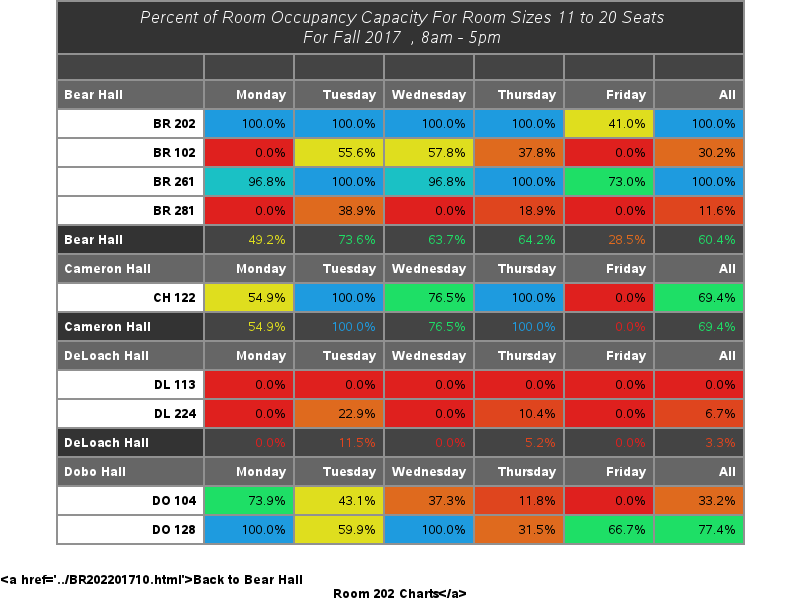 Percent of Room Occupancy Capacity For Room Sizes 11 to 20 Seats
For Fall 2017 , 8am - 5pm
Bear Hall Monday Tuesday Wednesday Thursday Friday All
BR 202 100.0% 100.0% 100.0% 100.0% 41.0% 100.0%
BR 102 0.0% 55.6% 57.8% 37.8% 0.0% 30.2%
BR 261 96.8% 100.0% 96.8% 100.0% 73.0% 100.0%
BR 281 0.0% 38.9% 0.0% 18.9% 0.0% 11.6%
Bear Hall 49.2% 73.6% 63.7% 64.2% 28.5% 60.4%
Cameron Hall Monday Tuesday Wednesday Thursday Friday All
CH 122 54.9% 100.0% 76.5% 100.0% 0.0% 69.4%
Cameron Hall 54.9% 100.0% 76.5% 100.0% 0.0% 69.4%
DeLoach Hall Monday Tuesday Wednesday Thursday Friday All
DL 113 0.0% 0.0% 0.0% 0.0% 0.0% 0.0%
DL 224 0.0% 22.9% 0.0% 10.4% 0.0% 6.7%
DeLoach Hall 0.0% 11.5% 0.0% 5.2% 0.0% 3.3%
Dobo Hall Monday Tuesday Wednesday Thursday Friday All
DO 104 73.9% 43.1% 37.3% 11.8% 0.0% 33.2%
DO 128 100.0% 59.9% 100.0% 31.5% 66.7% 77.4%
<a href='../BR202201710.html'>Back to Bear Hall
Room 202 Charts</a>